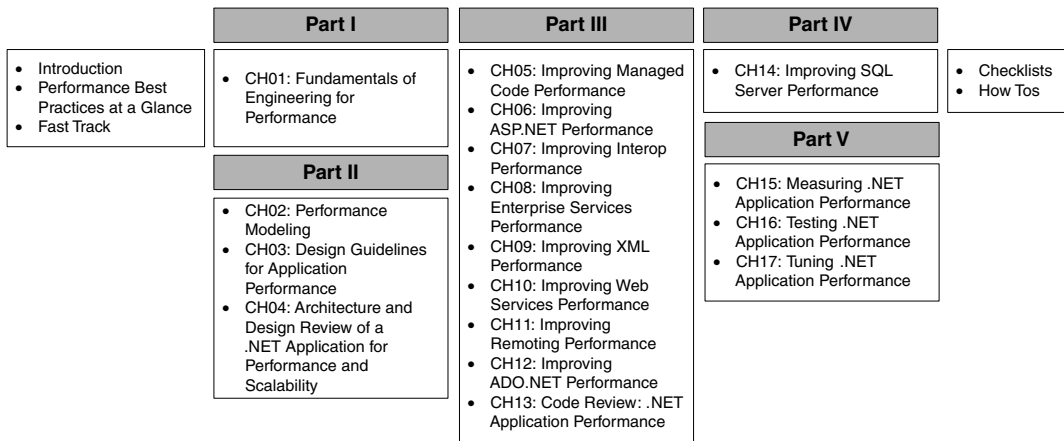 Introduction
Performance Best
Practices at a Glance
Fast Track
Part I
CH01: Fundamentals of
Engineering for
Performance
Part II
CH02: Performance
Modeling
CH03: Design Guidelines
for Application
Performance
CH04: Architecture and
Design Review of a
.NET Application for
Performance and
Scalability
Part III
CH05: Improving Managed
Code Performance
CH06: Improving
ASP.NET Performance
CH07: Improving Interop
Performance
CH08: Improving
Enterprise Services
Performance
CH09: Improving XML
Performance
CH10: Improving Web
Services Performance
CH11: Improving
Remoting Performance
CH12: Improving
ADO.NET Performance
CH13: Code Review: .NET
Application Performance
Part IV
CH14: Improving SQL
Server Performance
Part V
CH15: Measuring .NET
Application Performance
CH16: Testing .NET
Application Performance
CH17: Tuning .NET
Application Performance
Checklists
How Tos